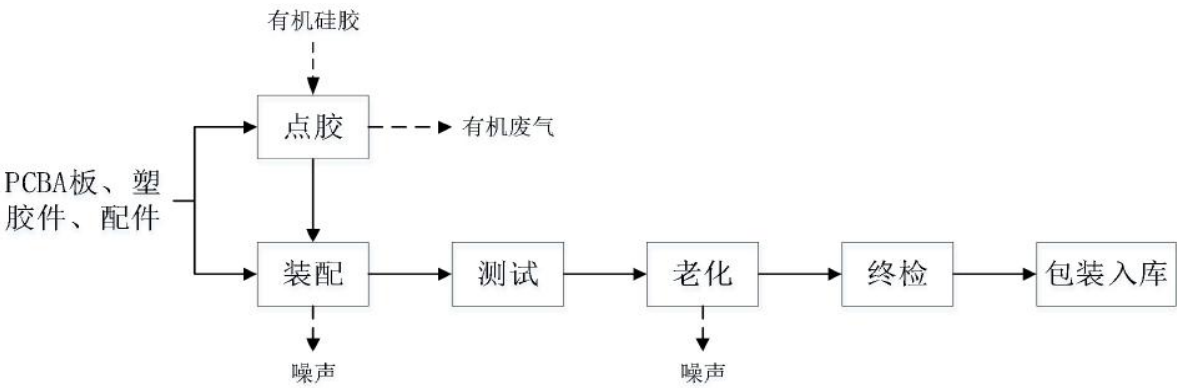 有机硅胶
点胶
有机废气
PCBA板、塑
胶件、配件
装配
测试
老化
终检
包装入库
噪声
噪声